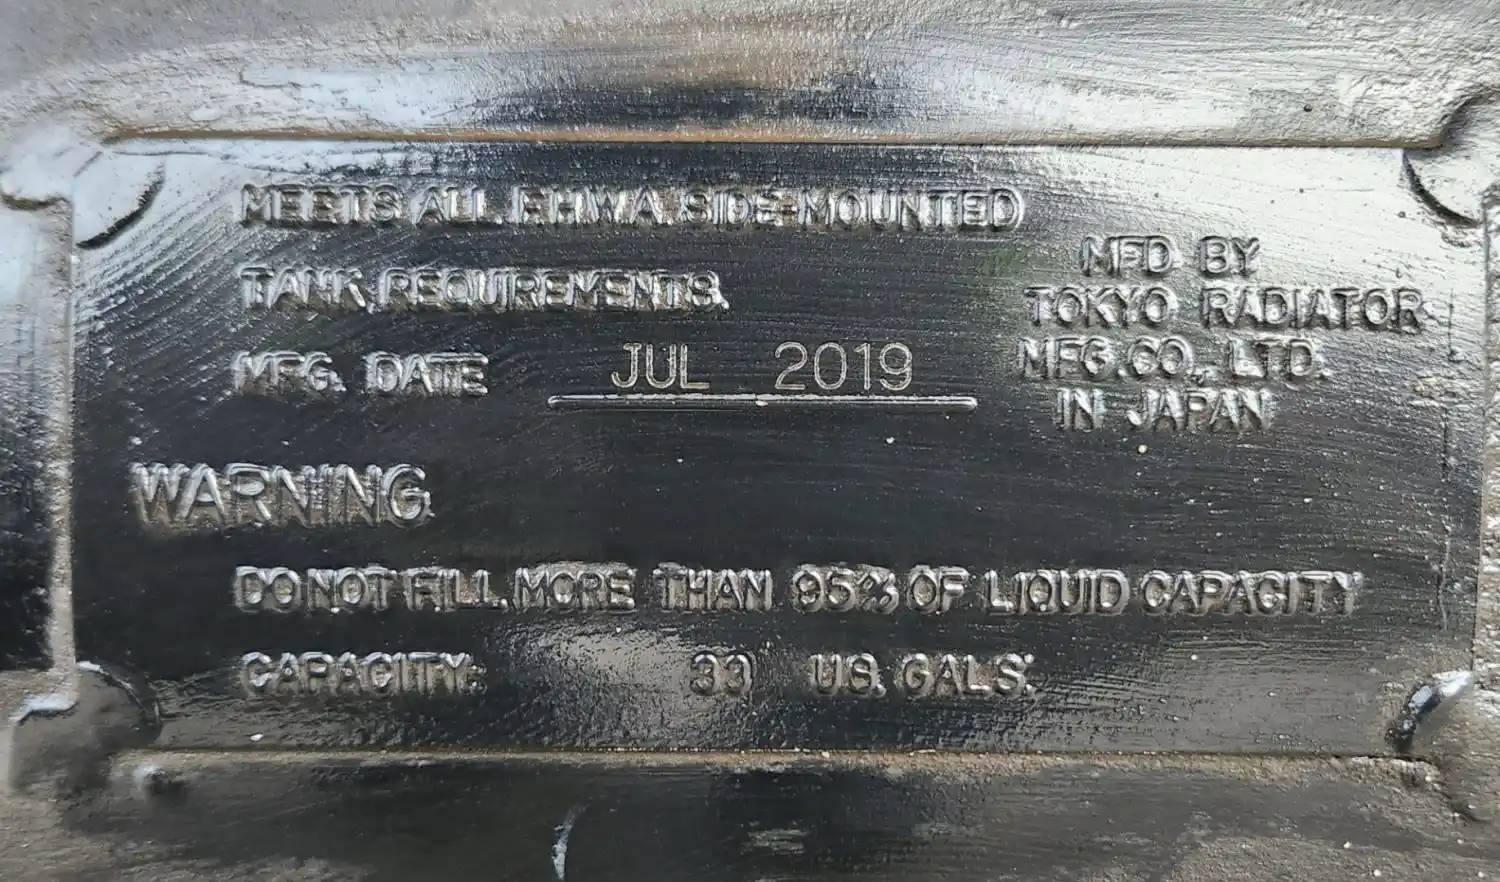 MEETS ALL F.H.W.A. SIDE-MOUNTED
TANK REQUIREMENTS.
MFG. DATE JUL 2019
MFD BY
TOKYO RADIATOR
MFG. CO., LTD.
IN JAPAN
WARNING
DO NOT FILL MORE THAN 95% OF LIQUID CAPACITY
CAPACITY: 33 US. GALS.